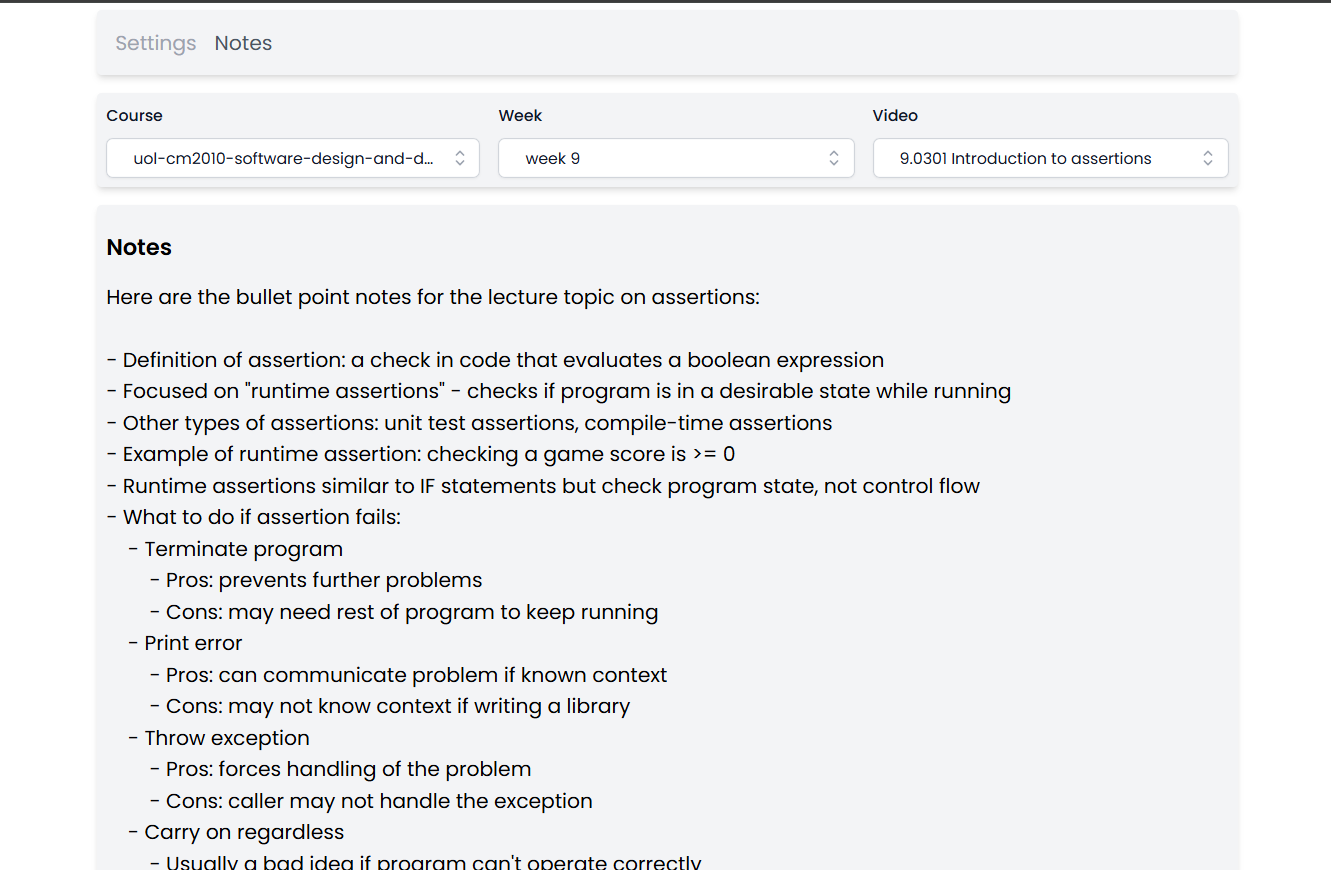 Settings Notes
Course Week Video
uol-cm2010-software-design-and-d... week 9 9.0301 Introduction to assertions
Notes
Here are the bullet point notes for the lecture topic on assertions:
- Definition of assertion: a check in code that evaluates a boolean expression
- Focused on "runtime assertions" - checks if program is in a desirable state while running
- Other types of assertions: unit test assertions, compile-time assertions
- Example of runtime assertion: checking a game score is >= 0
- Runtime assertions similar to IF statements but check program state, not control flow
- What to do if assertion fails:
- Terminate program
- Pros: prevents further problems
- Cons: may need rest of program to keep running
- Print error
- Pros: can communicate problem if known context
- Cons: may not know context if writing a library
- Throw exception
- Pros: forces handling of the problem
- Cons: caller may not handle the exception
- Carry on regardless
- Usually a bad idea if program can't operate correctly